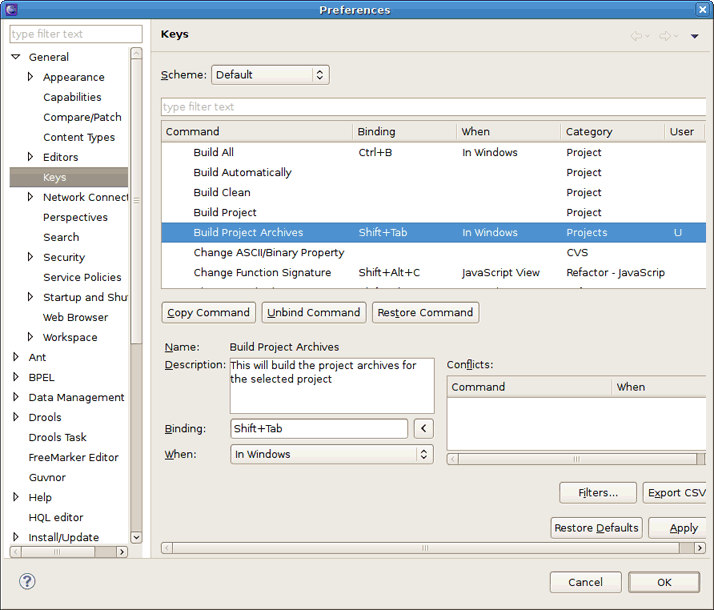 Preferences
type filter text
General
Appearance
Capabilities
Compare/Patch
Content Types
Editors
Keys
Network Connect
Perspectives
Search
Security
Service Policies
Startup and Shu
Web Browser
Workspace
Ant
BPEL
Data Management
Drools
Drools Task
FreeMarker Editor
Guvnor
Help
HQL editor
Install/Update
Keys
Scheme: Default
type filter text
Command Binding When Category User
Build All Ctrl+B In Windows Project
Build Automatically Project
Build Clean Project
Build Project Project
Build Project Archives Shift+Tab In Windows Projects U
Change ASCII/Binary Property CVS
Change Function Signature Shift+Alt+C JavaScript View Refactor - JavaScrip
Copy Command Unbind Command Restore Command
Name: Build Project Archives
Description: This will build the project archives for
the selected project
Binding: Shift+Tab
When: In Windows
Conflicts:
Command When
Filters... Export CSV
Restore Defaults Apply
Cancel OK